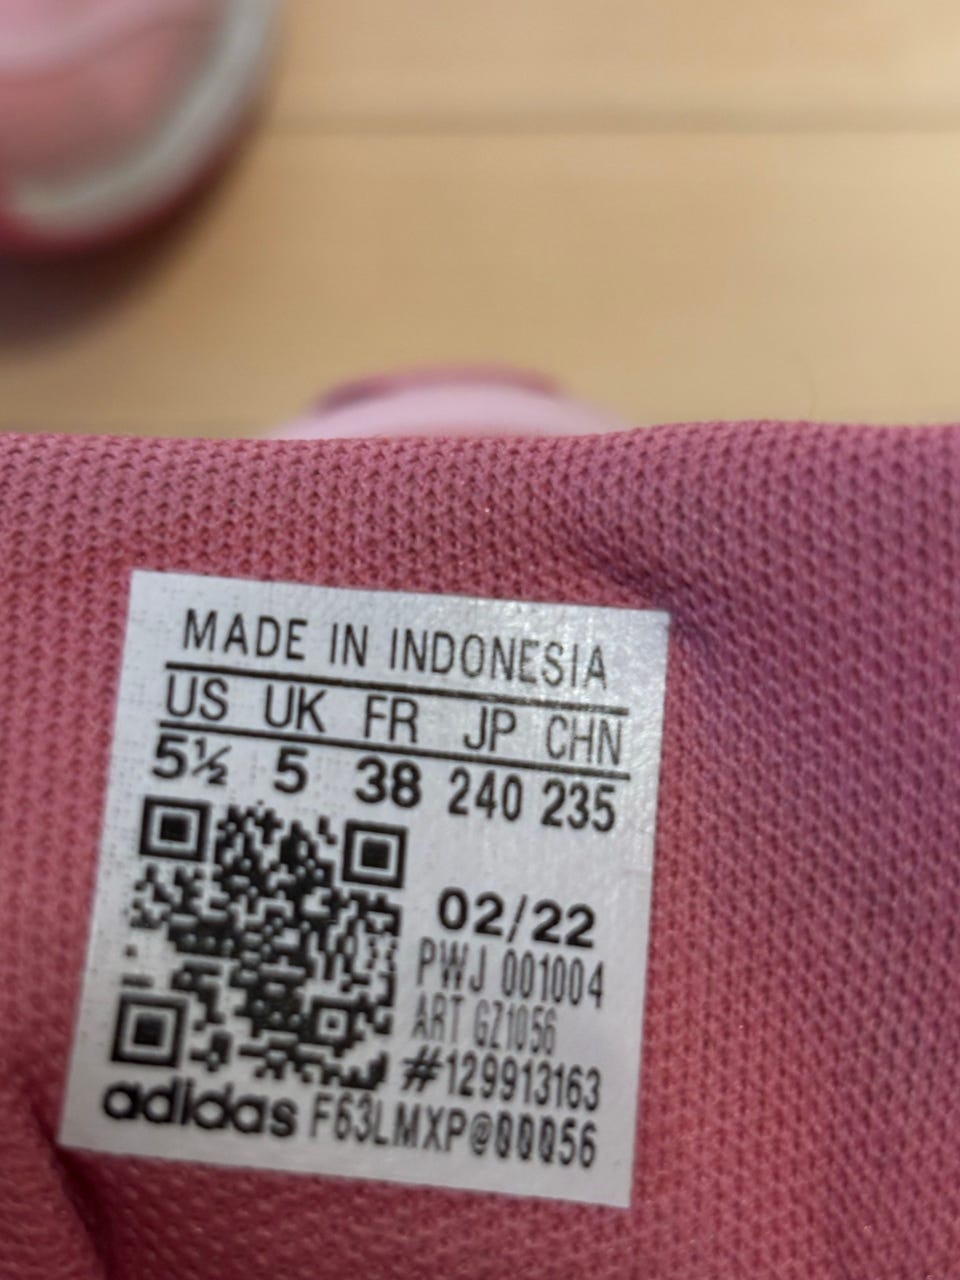 MADE IN INDONESIA
US UK FR JP CHN
5½ 5 38 240 235
02/22
PWJ 001004
ART GZ1056
#129913163
adidas F63LMXP@00056